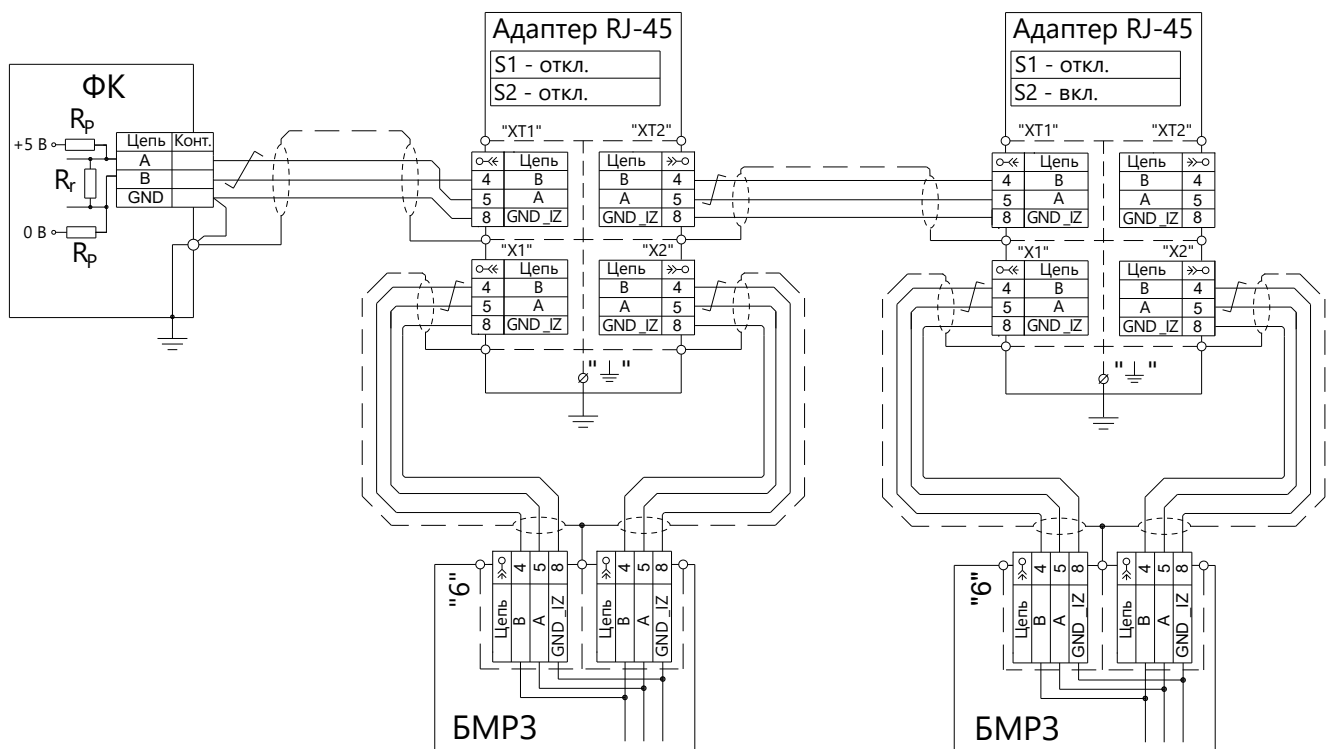 ФК
Rp
+5 В
Rr
0 В
Rp
Цепь Конт.
A
B
GND
Адаптер RJ-45
S1 - откл.
S2 - откл.
"XT1" "XT2"
Цепь
4 B
5 A
8 GND_IZ
Цепь
B 4
A 5
GND_IZ 8
"X1" "X2"
Цепь
4 B
5 A
8 GND_IZ
Цепь
B 4
A 5
GND_IZ 8
" "
"6"
Цепь
4 B
5 A
8 GND_IZ
Цепь
4 B
5 A
8 GND_IZ
БМРЗ
Адаптер RJ-45
S1 - откл.
S2 - вкл.
"XT1" "XT2"
Цепь
4 B
5 A
8 GND_IZ
Цепь
B 4
A 5
GND_IZ 8
"X1" "X2"
Цепь
4 B
5 A
8 GND_IZ
Цепь
B 4
A 5
GND_IZ 8
" "
"6"
Цепь
4 B
5 A
8 GND_IZ
Цепь
4 B
5 A
8 GND_IZ
БМРЗ